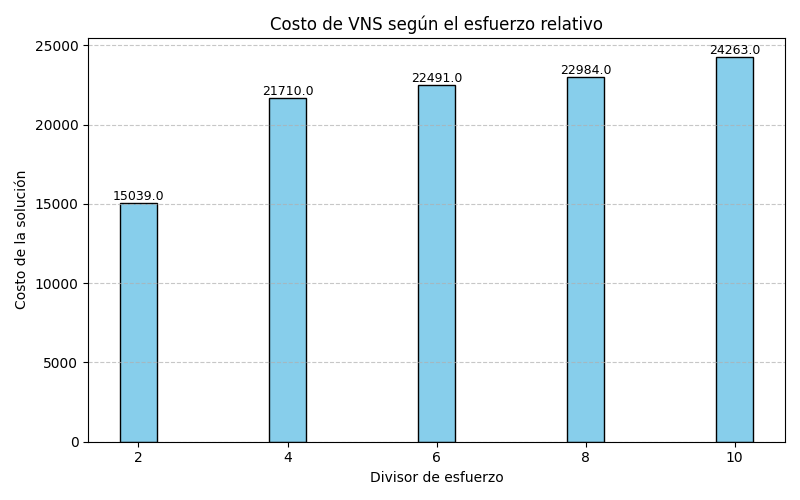 Costo de VNS según el esfuerzo relativo
Costo de la solución
25000
20000
15000
10000
5000
0
15039.0
21710.0
22491.0
22984.0
24263.0
2 4 6 8 10
Divisor de esfuerzo